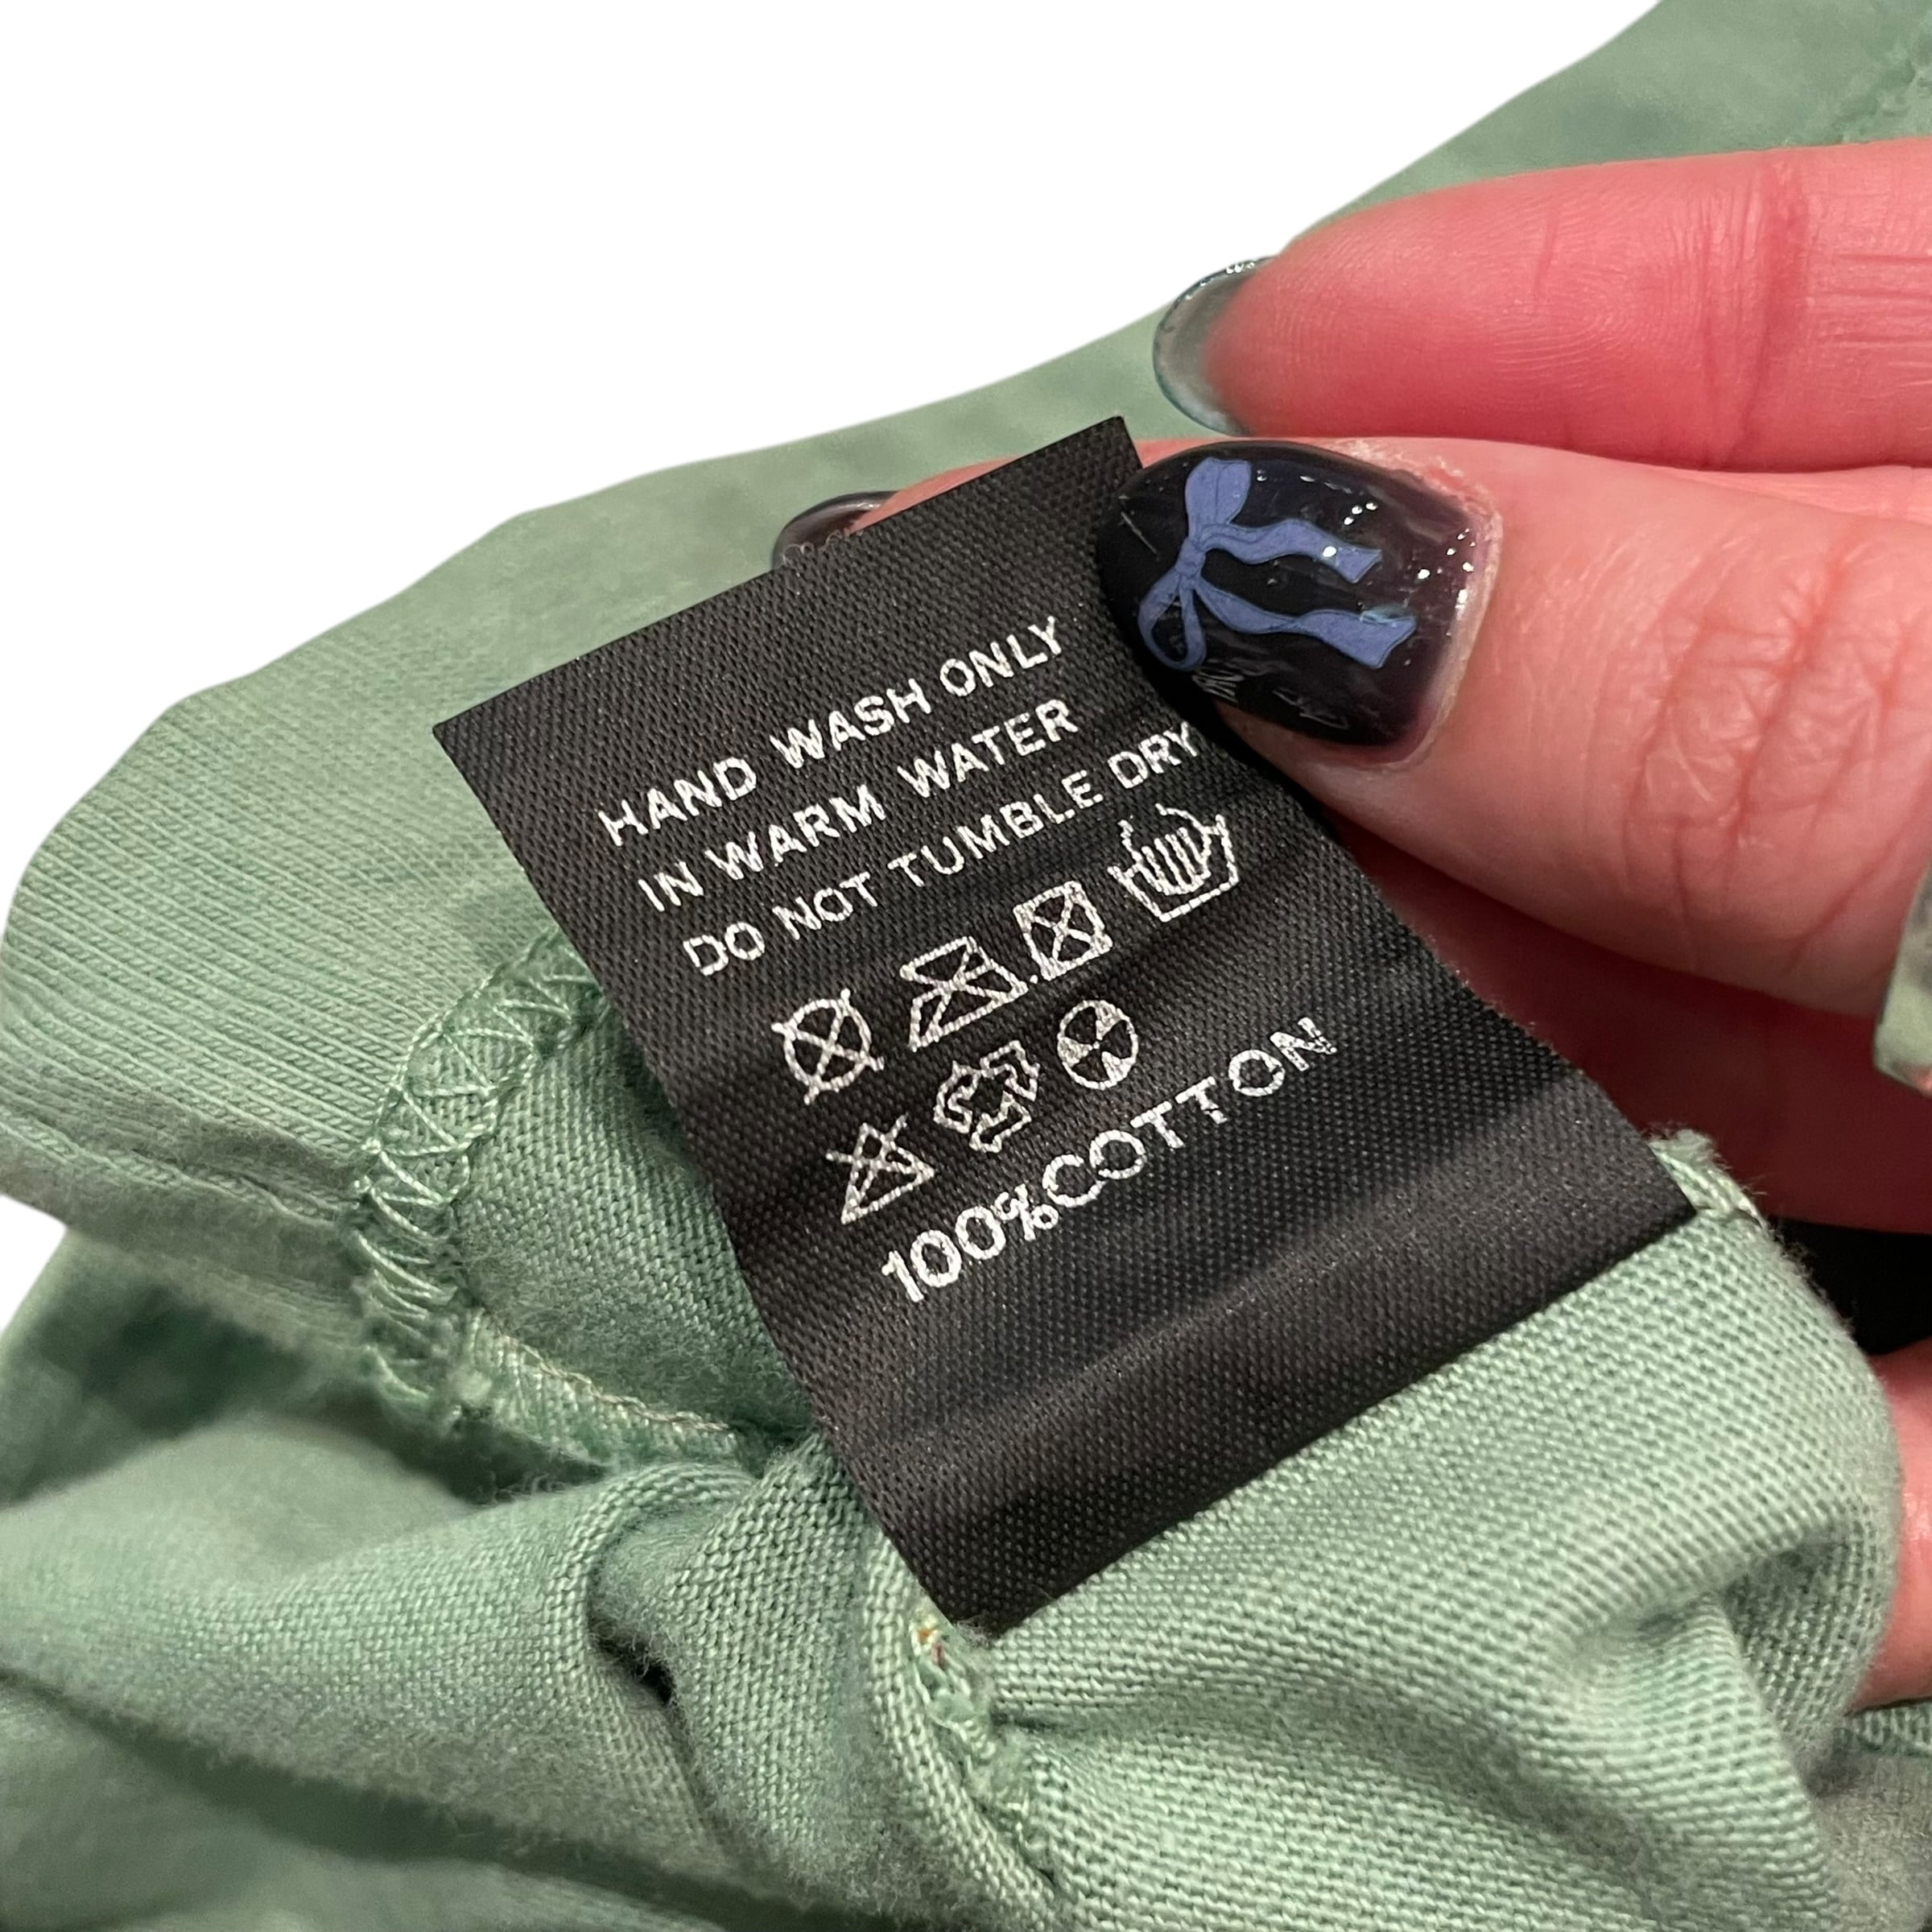 HAND WASH ONLY
IN WARM WATER
DO NOT TUMBLE DRY
100%COTTON